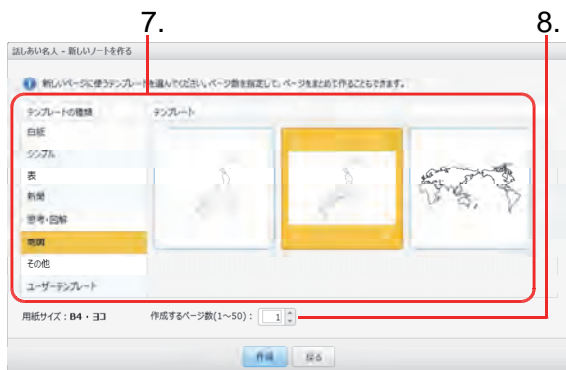 7.
8.
話しあい名人 - 新しいノートを作る
新しいページに使うテンプレートを選んでください。ページ数を指定して、ページをまとめて作ることもできます。
テンプレートの種類
テンプレート
白紙
シンプル
表
新聞
思考・図解
地図
その他
ユーザーテンプレート
用紙サイズ：B4・ヨコ
作成するページ数(1～50)：
1
作成
戻る